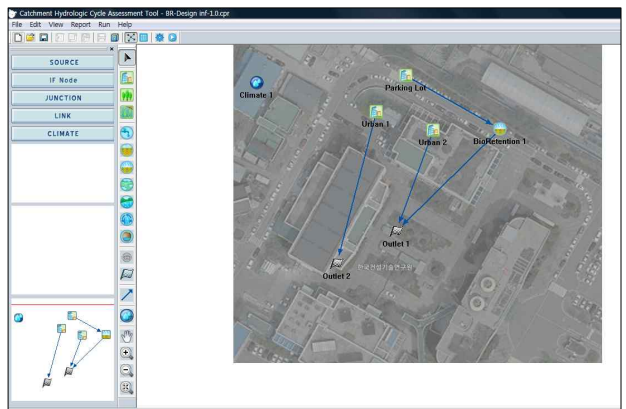 Catchment Hydrologic Cycle Assessment Tool - BR-Design inf-1.0.cpr
File Edit View Report Run Help
SOURCE
IF Node
JUNCTION
LINK
CLIMATE
Climate 1
Parking Lot
Urban 1
Urban 2
BioRetention 1
Outlet 1
한국건설기술연구원
Outlet 2